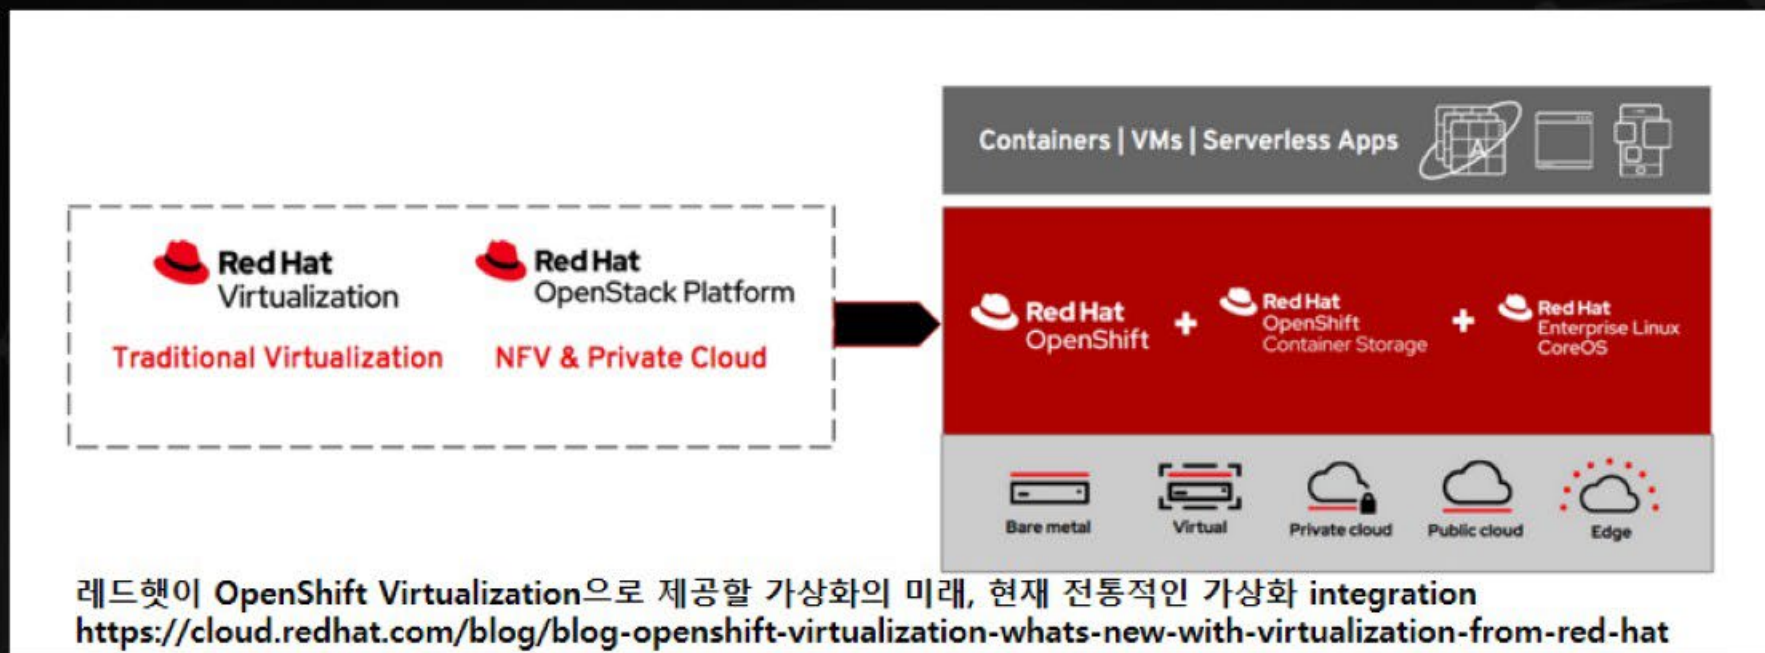 Containers | VMs | Serverless Apps
A
Red Hat
Virtualization
Traditional Virtualization
Red Hat
OpenStack Platform
NFV & Private Cloud
Red Hat
OpenShift
+
Red Hat
OpenShift
Container Storage
+
Red Hat
Enterprise Linux
CoreOS
Bare metal
Virtual
Private cloud
Public cloud
Edge
레드햇이 OpenShift Virtualization으로 제공할 가상화의 미래, 현재 전통적인 가상화 integration
https://cloud.redhat.com/blog/blog-openshift-virtualization-whats-new-with-virtualization-from-red-hat